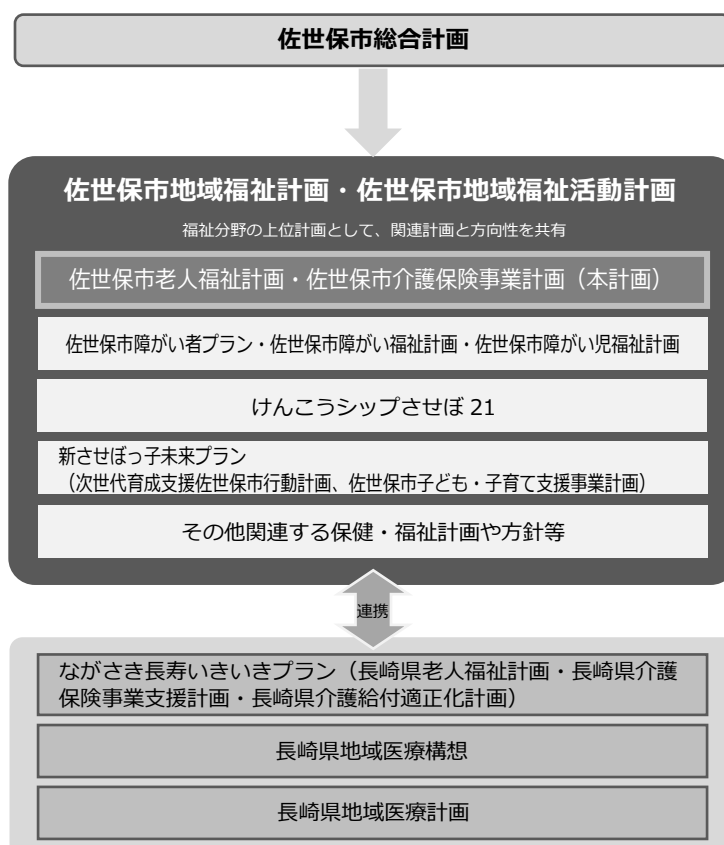 佐世保市総合計画
佐世保市地域福祉計画・佐世保市地域福祉活動計画
福祉分野の上位計画として、関連計画と方向性を共有
佐世保市老人福祉計画・佐世保市介護保険事業計画（本計画）
佐世保市障がい者プラン・佐世保市障がい福祉計画・佐世保市障がい児福祉計画
けんこうシップさせぼ 21
新させぼっ子未来プラン
（次世代育成支援佐世保市行動計画、佐世保市子ども・子育て支援事業計画）
その他関連する保健・福祉計画や方針等
連携
ながさき長寿いきいきプラン（長崎県老人福祉計画・長崎県介護
保険事業支援計画・長崎県介護給付適正化計画）
長崎県地域医療構想
長崎県地域医療計画